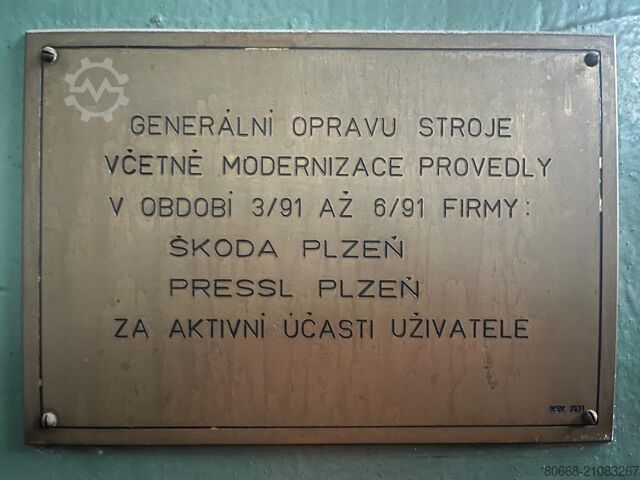 GENERÁLNÍ OPRAVU STROJE
VČETNĚ MODERNIZACE PROVEDLY
V OBDOBÍ 3/91 AŽ 6/91 FIRMY:
ŠKODA PLZEŇ
PRESSL PLZEŇ
ZA AKTIVNÍ ÚČASTI UŽIVATELE
80668-21083267